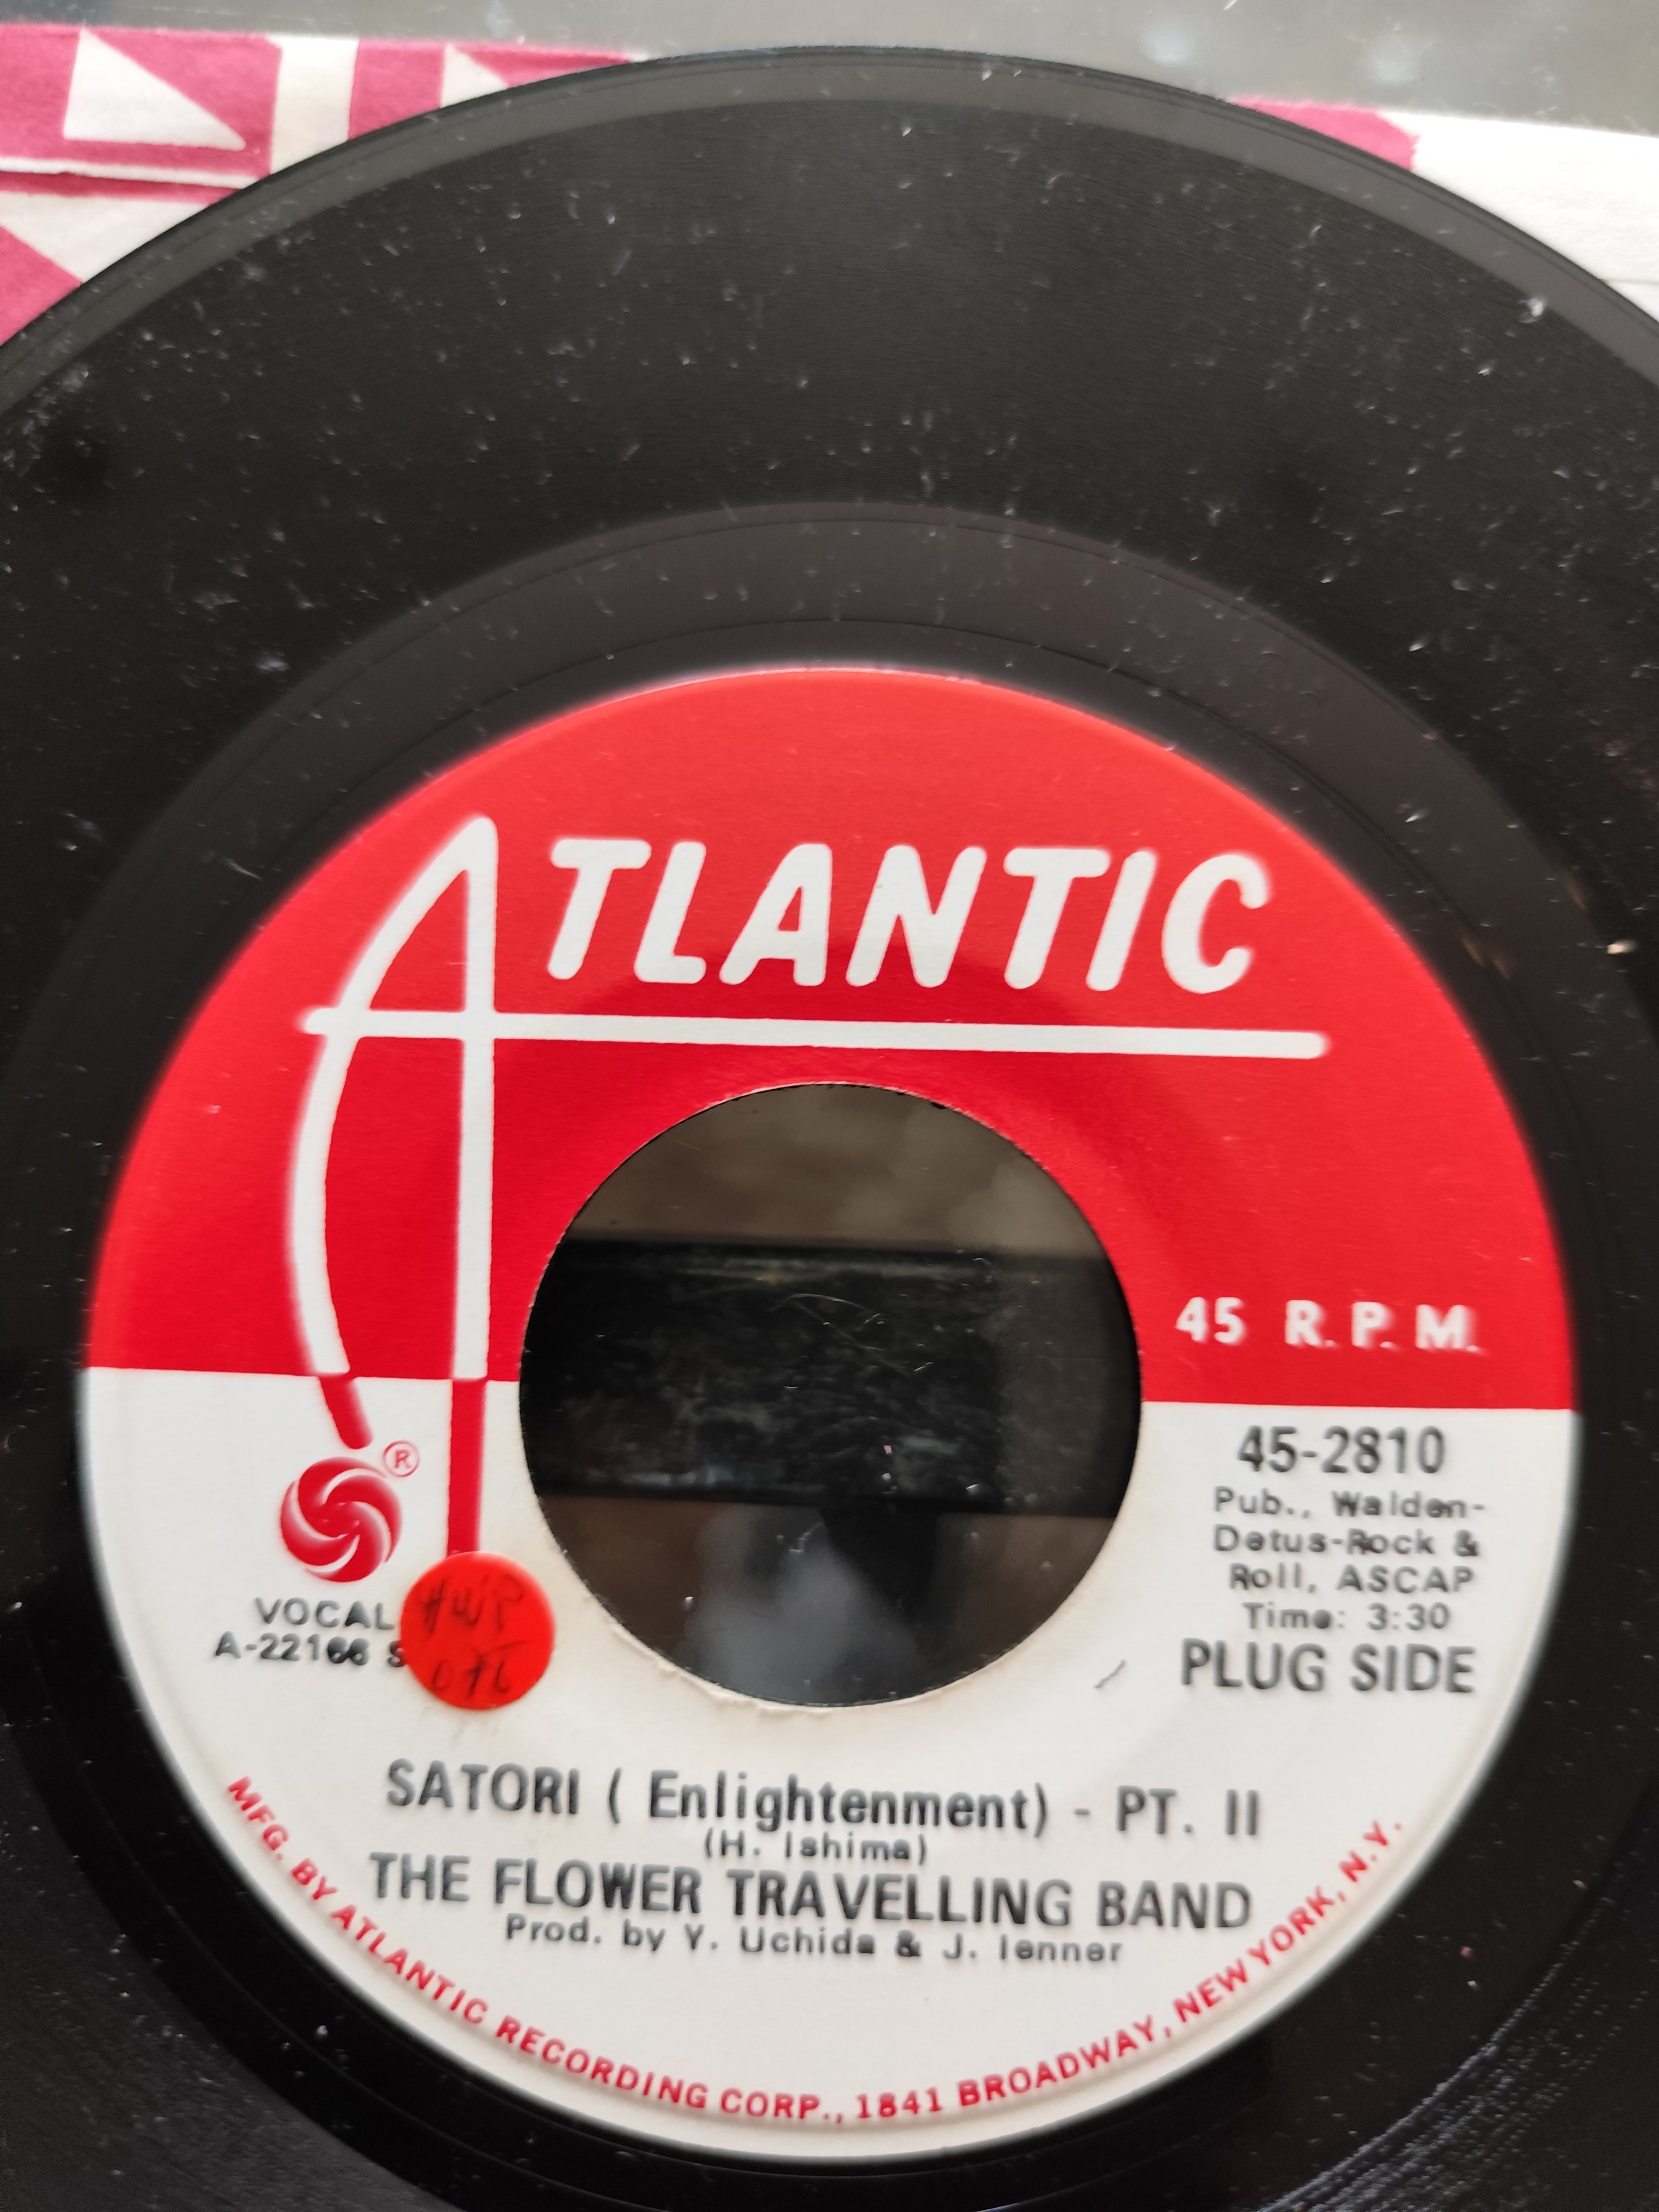 ATLANTIC
45 R.P.M.
®
45-2810
Pub., Walden-
Detus-Rock &
Roll, ASCAP
Time: 3:30
PLUG SIDE
VOCAL
A-22166 S
SATORI ( Enlightenment) - PT. II
(H. Ishima)
THE FLOWER TRAVELLING BAND
Prod. by Y. Uchida & J. Ienner
MFG. BY ATLANTIC RECORDING CORP., 1841 BROADWAY, NEW YORK, N.Y.